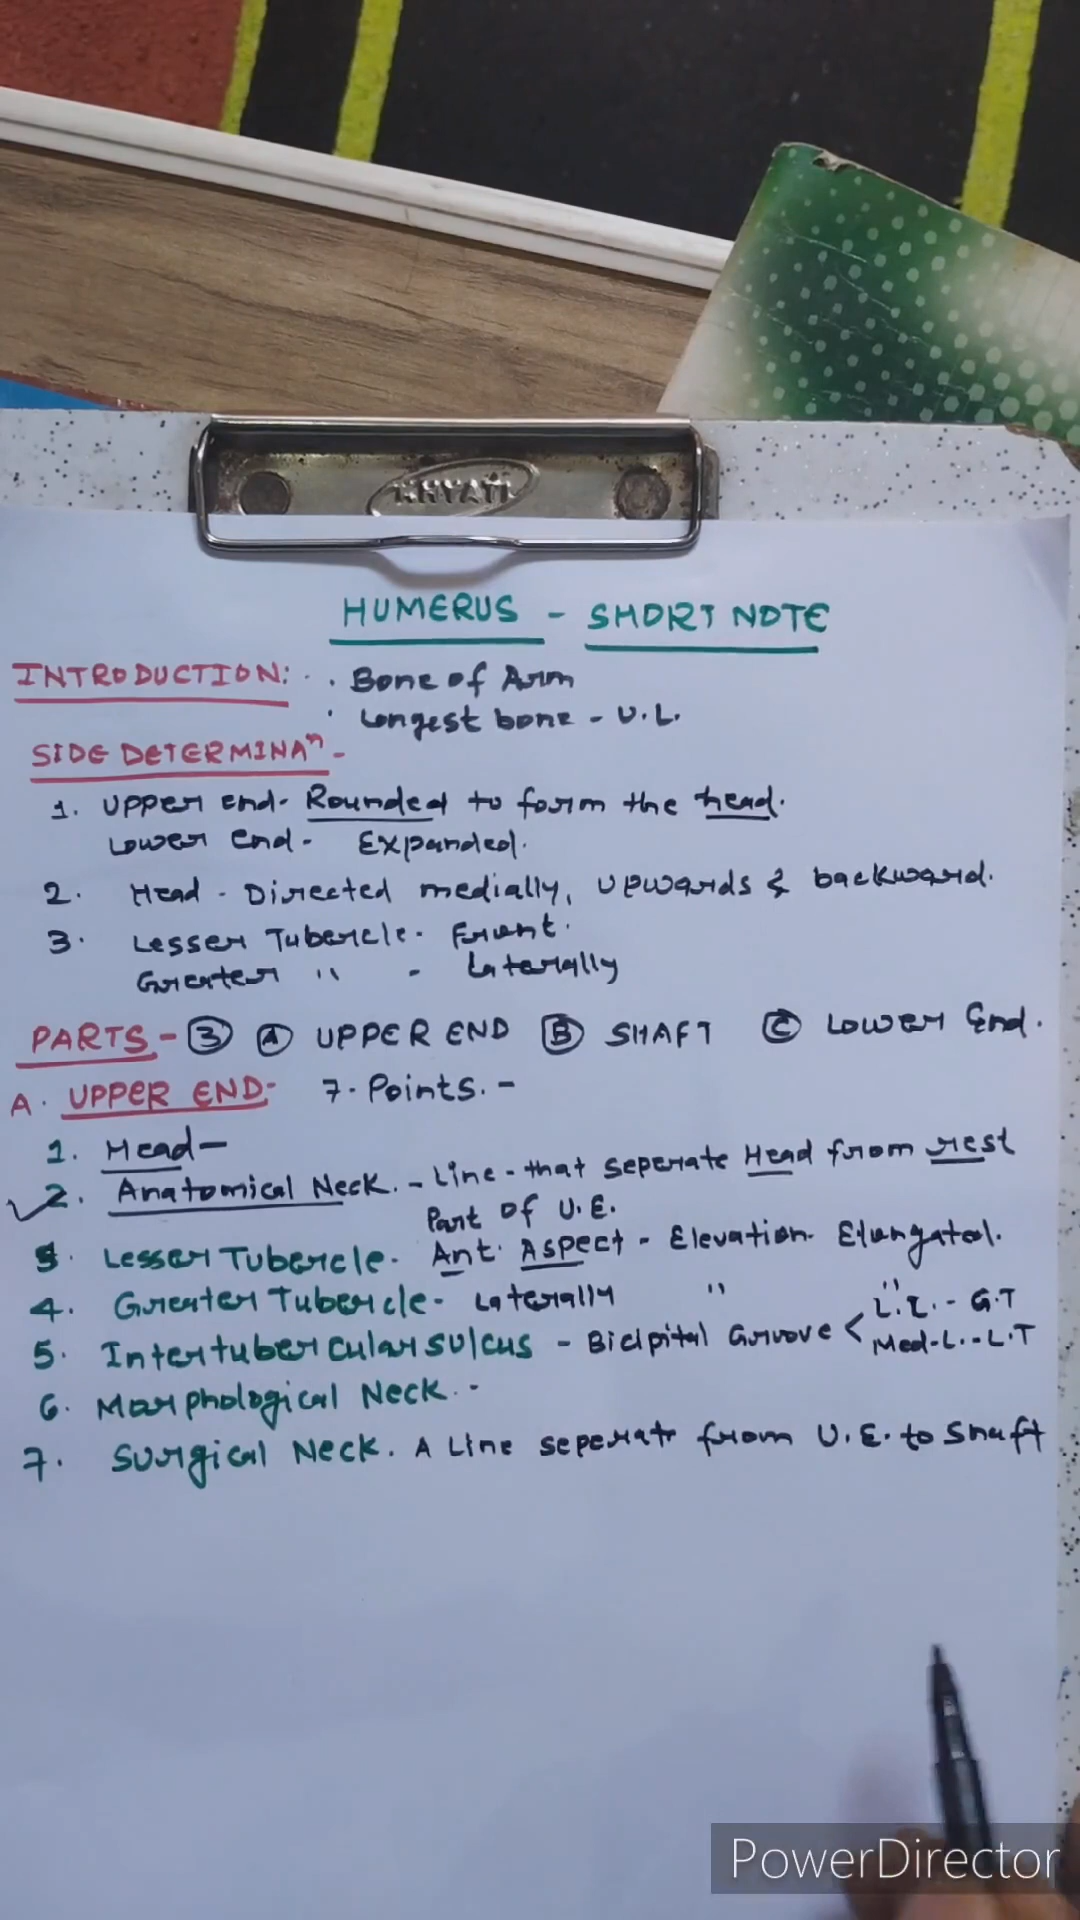 KHYATI
HUMERUS - SHORT NOTE
INTRODUCTION: · Bone of Arm
· Longest bone - U.L.
SIDE DETERMINAⁿ -
1. Upper end- Rounded to form the head.
Lower end- Expanded.
2. Head - Directed medially, upwards & backward.
3. Lesser Tubercle- Front.
Greater " - Laterally
PARTS - ③ Ⓐ UPPER END Ⓑ SHAFT Ⓒ LOWER End.
A. UPPER END- 7. Points. -
1. Head -
2. Anatomical Neck. - Line - that seperate Head from rest
Part of U.E.
3. Lesser Tubercle. Ant. Aspect - Elevation. Elongated.
4. Greater Tubercle- Laterally " "
5. Intertubercular sulcus - Bicipital Groove < L.L. - G.T
Med-L. - L.T
6. Morphological Neck. -
7. Surgical Neck. A Line seperate from U.E. to Shaft
PowerDirector